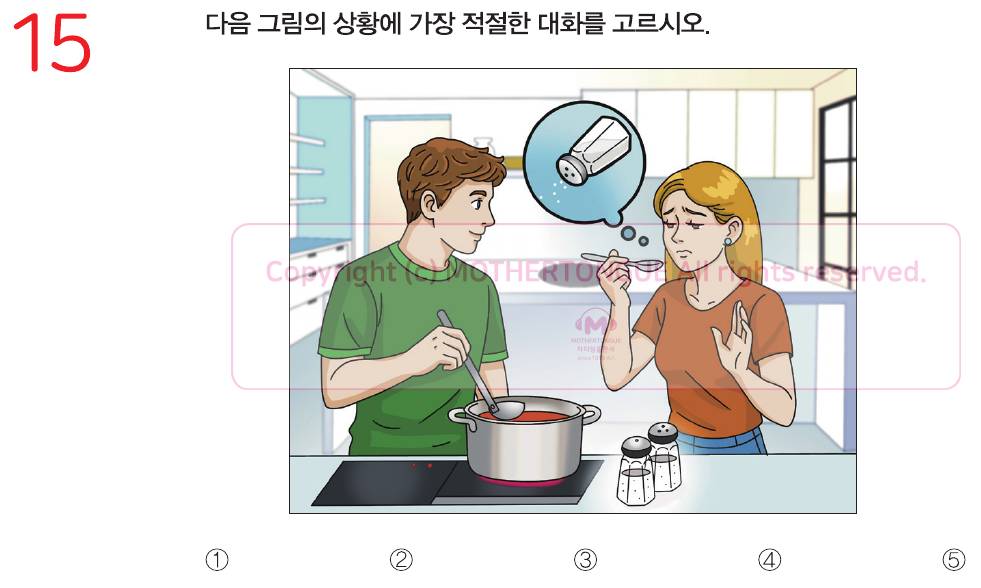 15
다음 그림의 상황에 가장 적절한 대화를 고르시오.
Copyright (c) MOTHERTONGUE All rights reserved.
M
MOTHERTONGUE
① ② ③ ④ ⑤